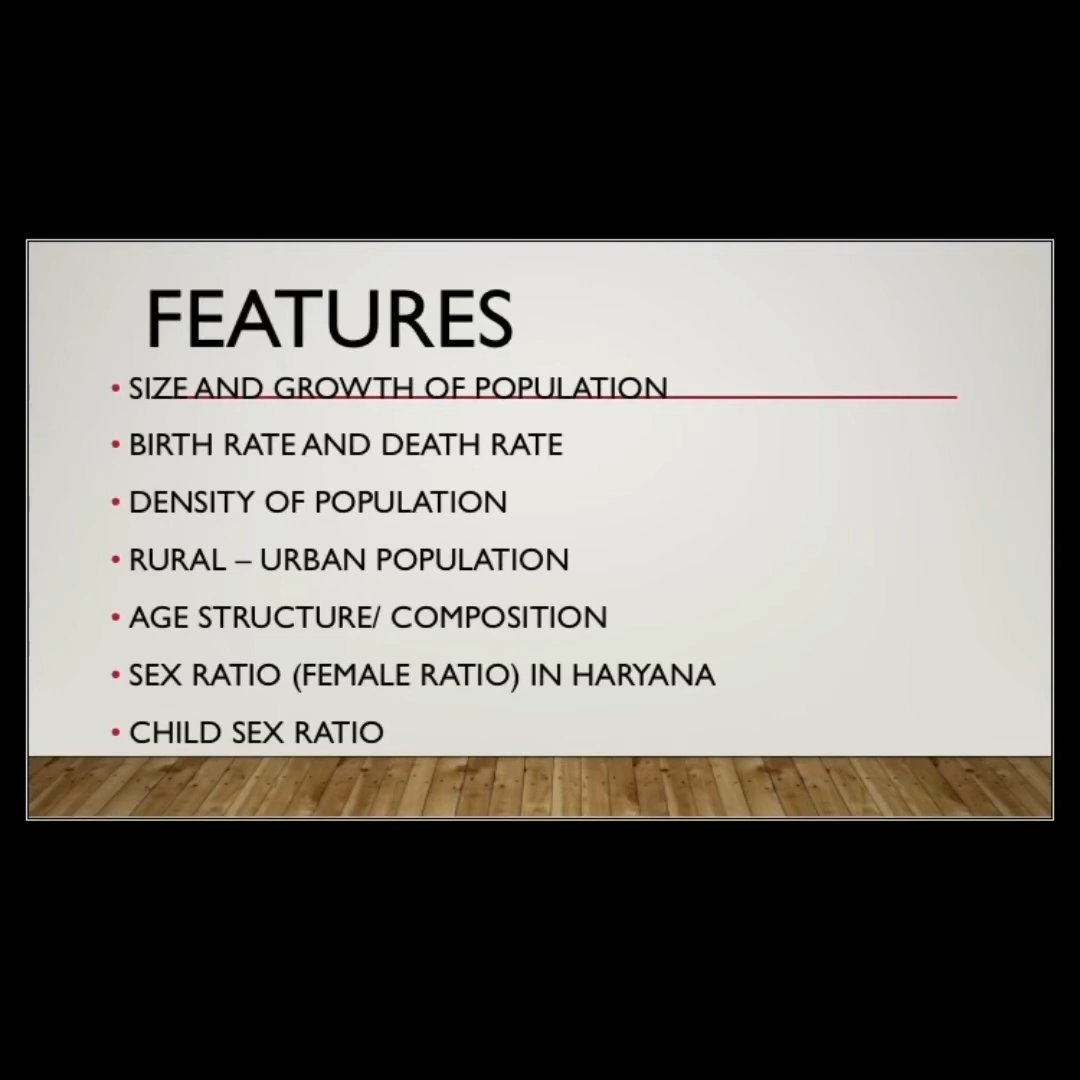 FEATURES
• SIZE AND GROWTH OF POPULATION
• BIRTH RATE AND DEATH RATE
• DENSITY OF POPULATION
• RURAL – URBAN POPULATION
• AGE STRUCTURE/ COMPOSITION
• SEX RATIO (FEMALE RATIO) IN HARYANA
• CHILD SEX RATIO